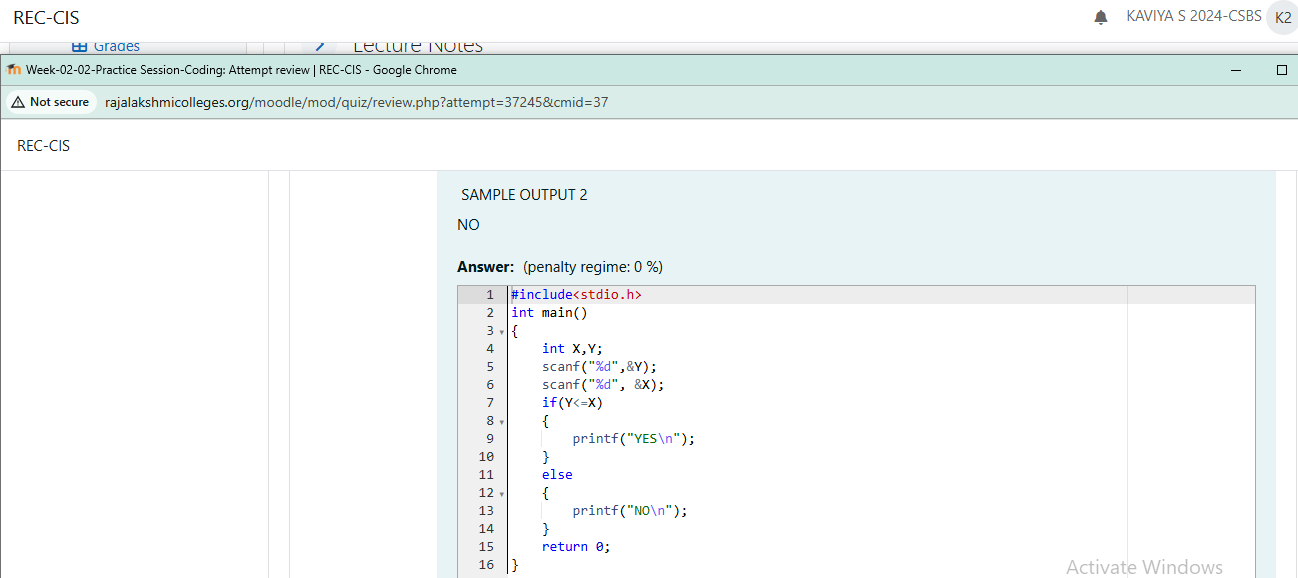 REC-CIS
KAVIYA S 2024-CSBS K2
Grades
Lecture Notes
Week-02-02-Practice Session-Coding: Attempt review | REC-CIS - Google Chrome
Not secure rajalakshmicolleges.org/moodle/mod/quiz/review.php?attempt=37245&cmid=37
REC-CIS
SAMPLE OUTPUT 2
NO
Answer: (penalty regime: 0 %)
1 #include<stdio.h>
2 int main()
3 {
4 int X,Y;
5 scanf("%d",&Y);
6 scanf("%d", &X);
7 if(Y<=X)
8 {
9 printf("YES\n");
10 }
11 else
12 {
13 printf("NO\n");
14 }
15 return 0;
16 }
Activate Windows